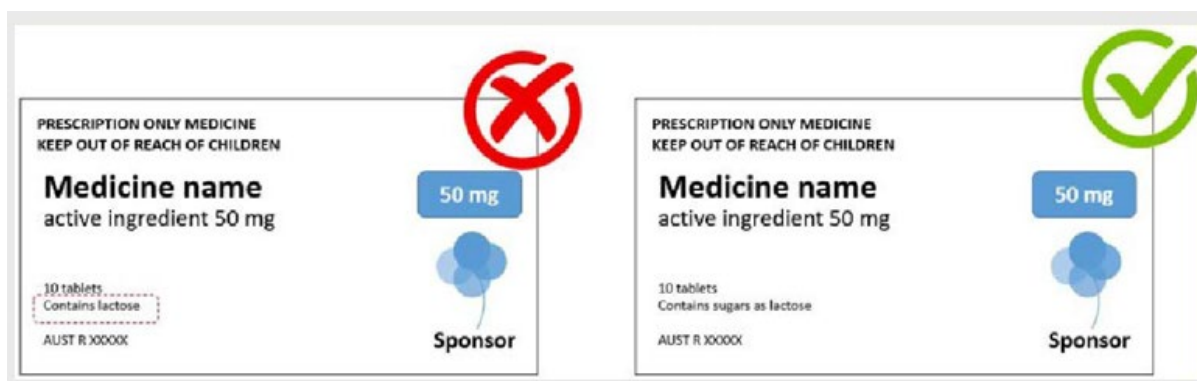 PRESCRIPTION ONLY MEDICINE
KEEP OUT OF REACH OF CHILDREN
Medicine name
active ingredient 50 mg
50 mg
10 tablets
Contains lactose
AUST R XXXXX
Sponsor
PRESCRIPTION ONLY MEDICINE
KEEP OUT OF REACH OF CHILDREN
Medicine name
active ingredient 50 mg
50 mg
10 tablets
Contains sugars as lactose
AUST R XXXXX
Sponsor